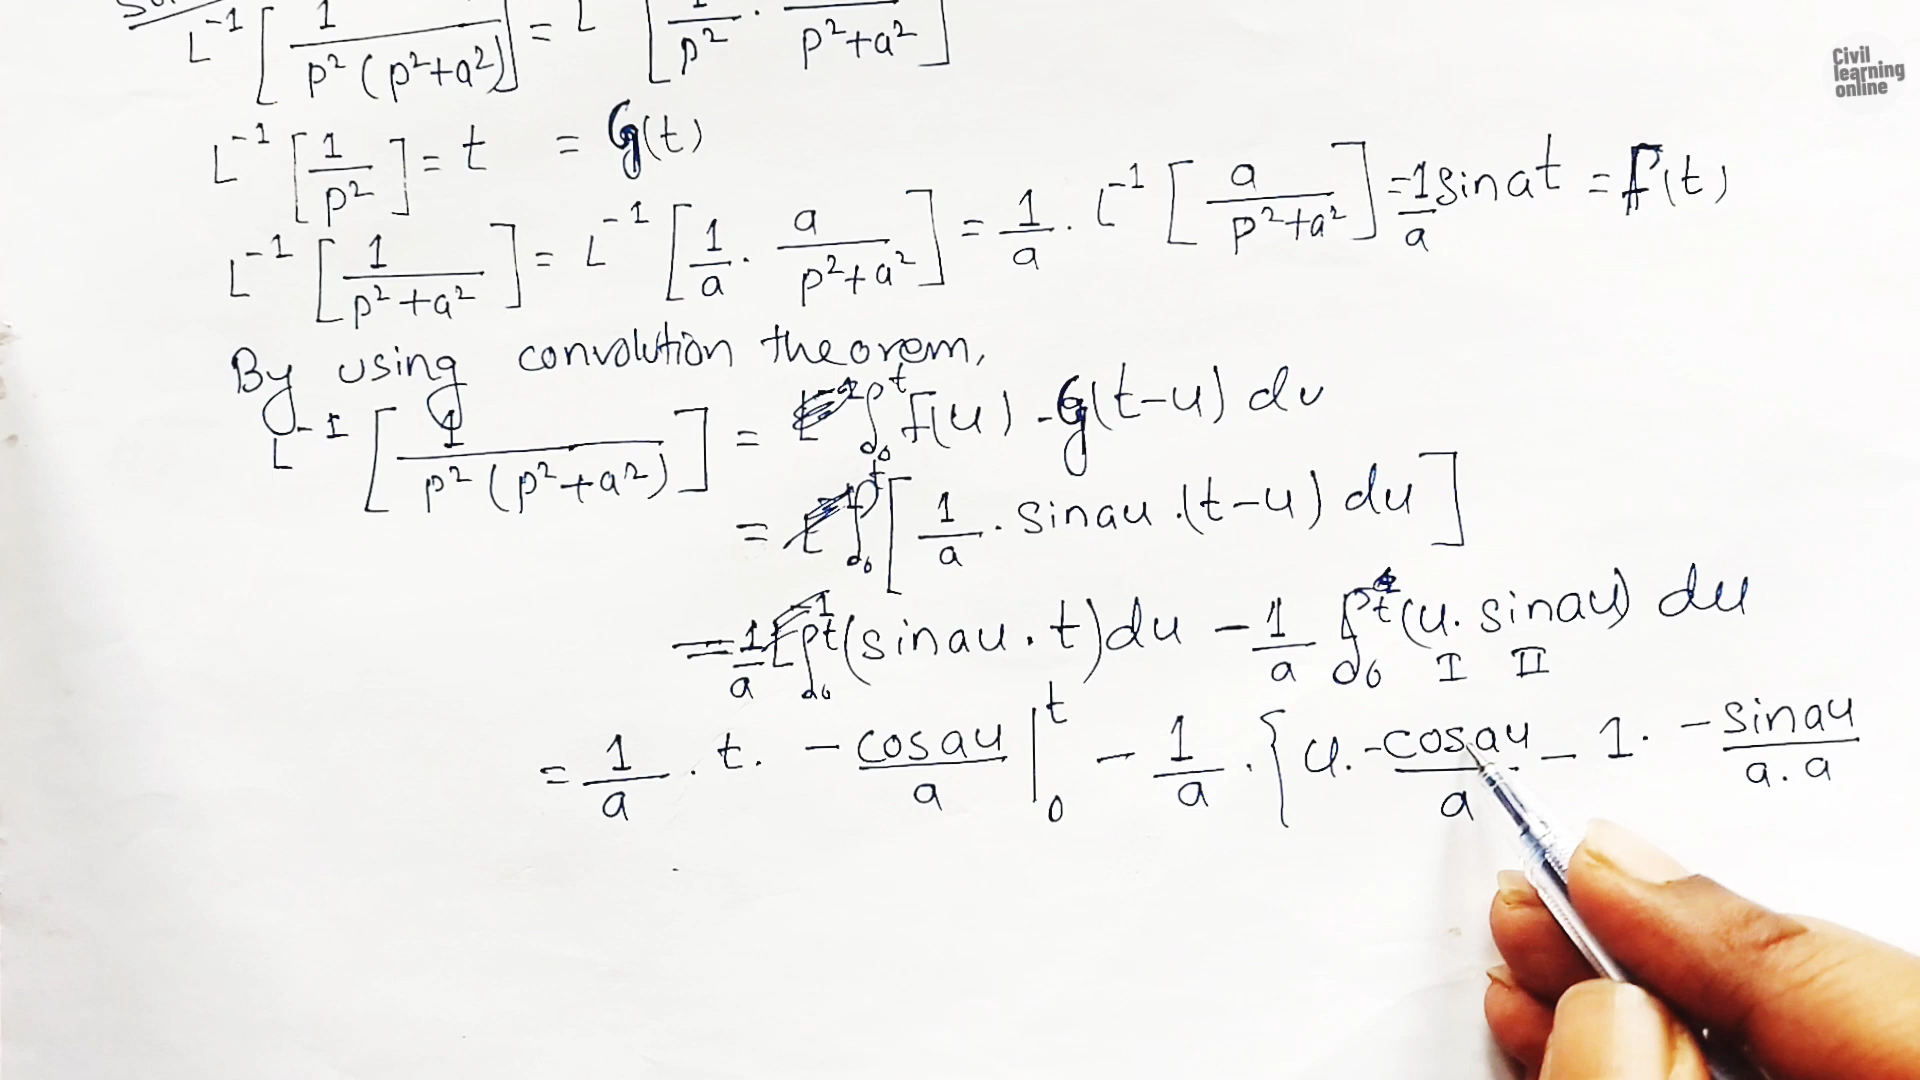 L⁻¹ [ 1 / p² (p²+a²) ] = L [ 1 / p² · / p²+a² ]
Civil learning online
L⁻¹ [ 1 / p² ] = t = G(t)
L⁻¹ [ 1 / p²+a² ] = L⁻¹ [ 1/a · a / p²+a² ] = 1/a · L⁻¹ [ a / p²+a² ] = 1/a sinat = F(t)
By using convolution theorem,
L⁻¹ [ 1 / p² (p²+a²) ] = ∫₀ᵗ F(u) - G(t-u) du
= ∫₀ᵗ [ 1/a · sinau · (t-u) du ]
= 1/a ∫₀ᵗ (sinau · t) du - 1/a ∫₀ᵗ (u · sinau) du
I II
= 1/a · t · - cosau/a |₀ᵗ - 1/a · { u · -cosau/a - 1 · -sinau/a.a